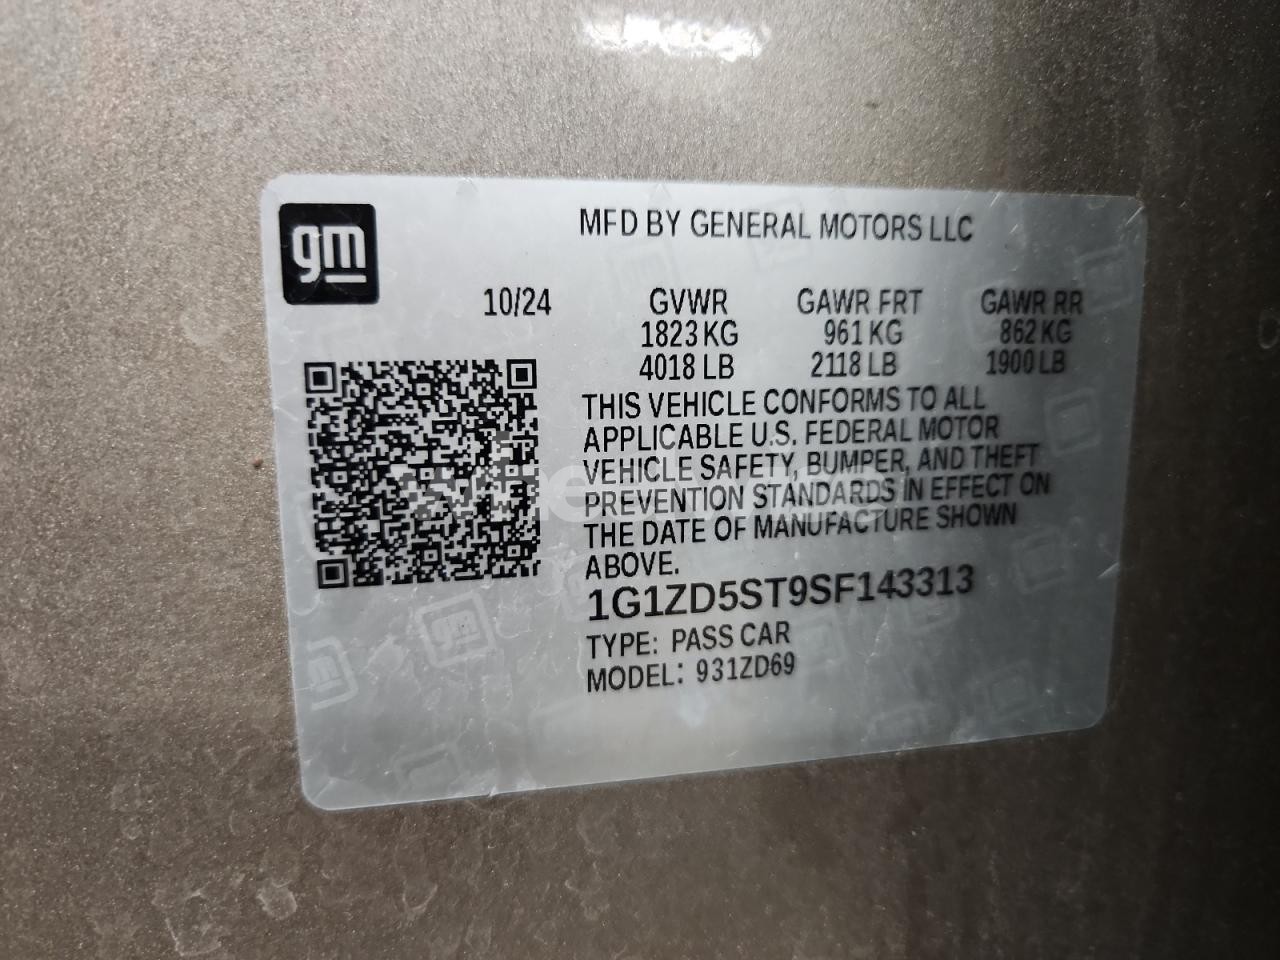 gm
MFD BY GENERAL MOTORS LLC
10/24 GVWR GAWR FRT GAWR RR
1823 KG 961 KG 862 KG
4018 LB 2118 LB 1900 LB
THIS VEHICLE CONFORMS TO ALL
APPLICABLE U.S. FEDERAL MOTOR
VEHICLE SAFETY, BUMPER, AND THEFT
PREVENTION STANDARDS IN EFFECT ON
THE DATE OF MANUFACTURE SHOWN
ABOVE.
1G1ZD5ST9SF143313
TYPE: PASS CAR
MODEL: 931ZD69